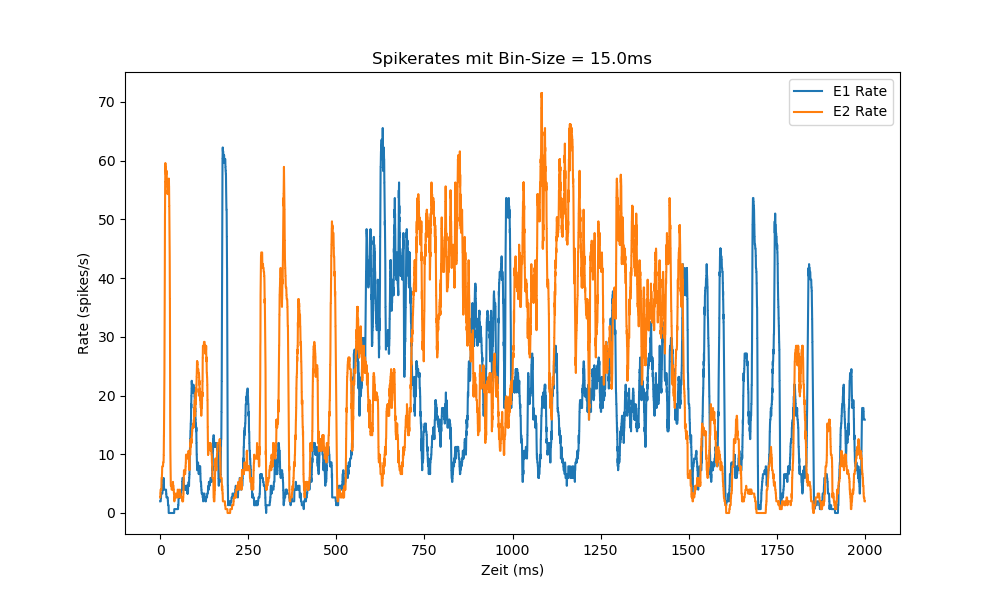 Spikerates mit Bin-Size = 15.0ms
E1 Rate
E2 Rate
Rate (spikes/s)
70
60
50
40
30
20
10
0
0 250 500 750 1000 1250 1500 1750 2000
Zeit (ms)